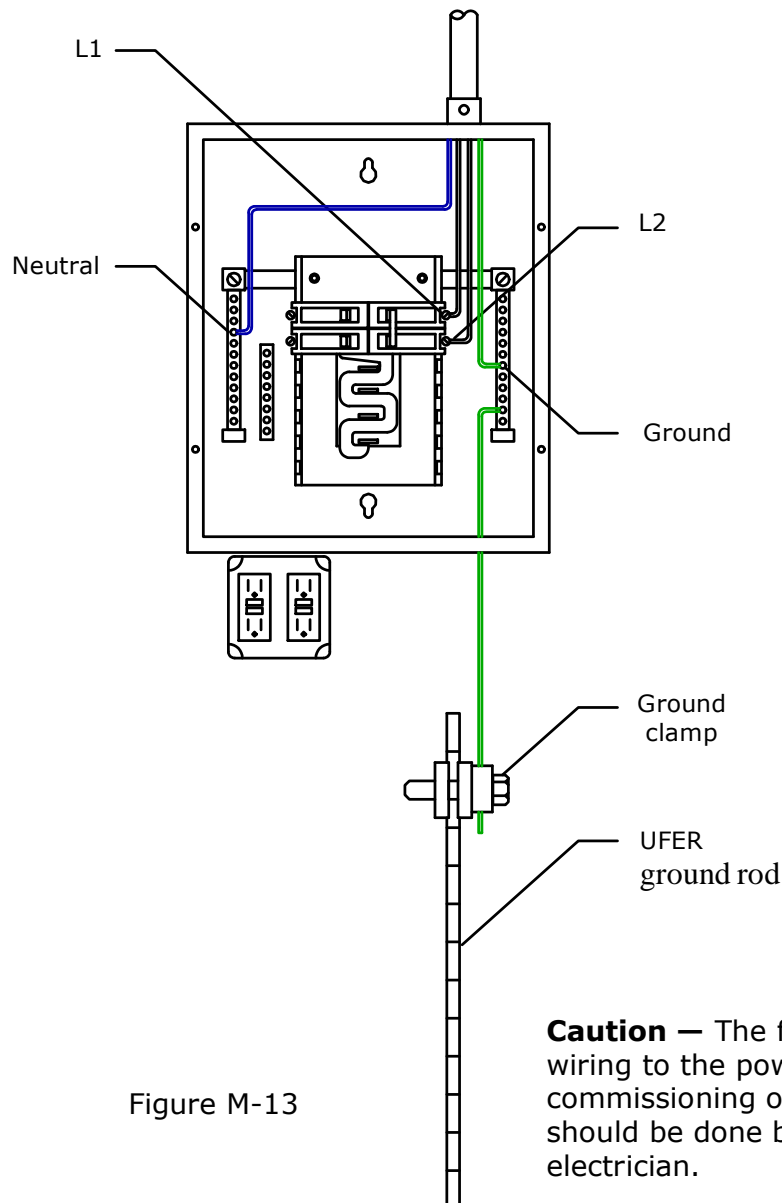 L1
L2
Neutral
Ground
Ground
clamp
UFER
ground rod
Caution — The
wiring to the
commissioning
should be done
electrician.
Figure M-13